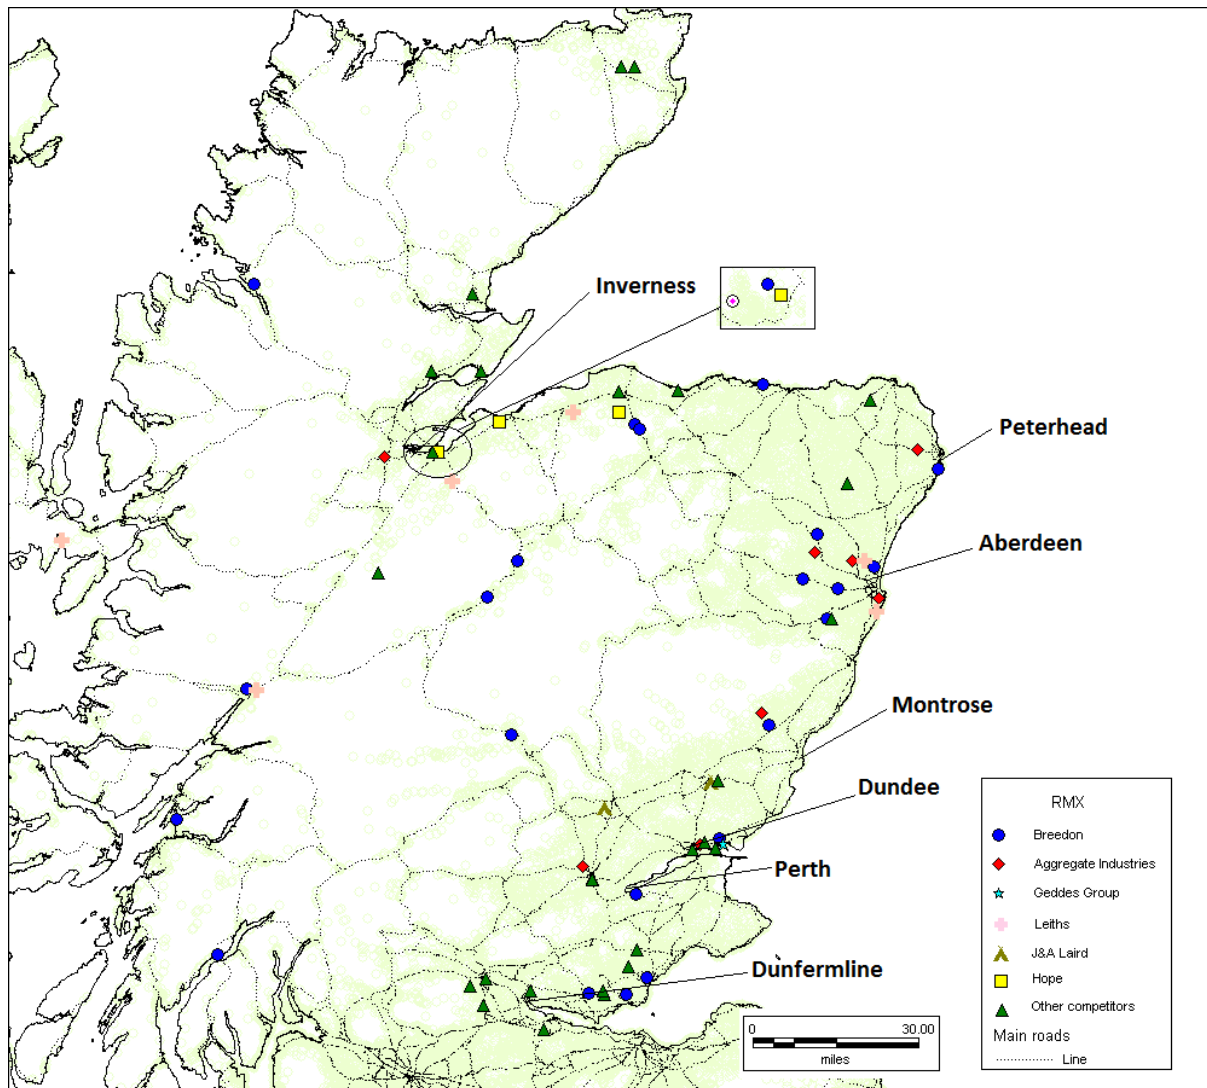 Inverness
Peterhead
Aberdeen
Montrose
Dundee
Perth
Dunfermline
RMX
Breedon
Aggregate Industries
Geddes Group
Leiths
J&A Laird
Hope
Other competitors
Main roads
Line
0 30.00
miles